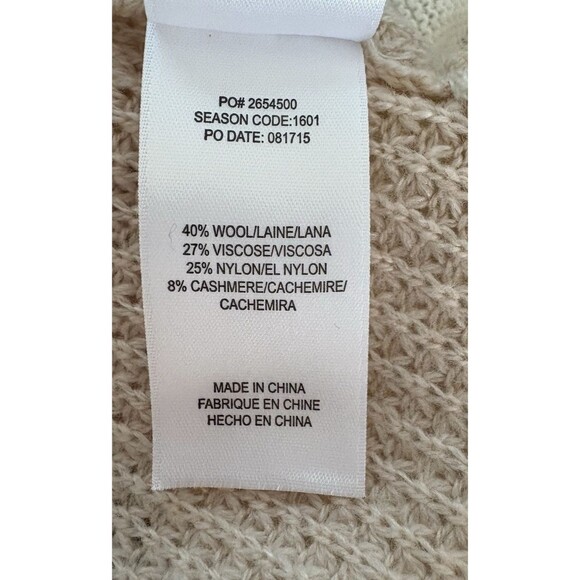 PO# 2654500
SEASON CODE:1601
PO DATE: 081715
40% WOOL/LAINE/LANA
27% VISCOSE/VISCOSA
25% NYLON/EL NYLON
8% CASHMERE/CACHEMIRE/
CACHEMIRA
MADE IN CHINA
FABRIQUE EN CHINE
HECHO EN CHINA